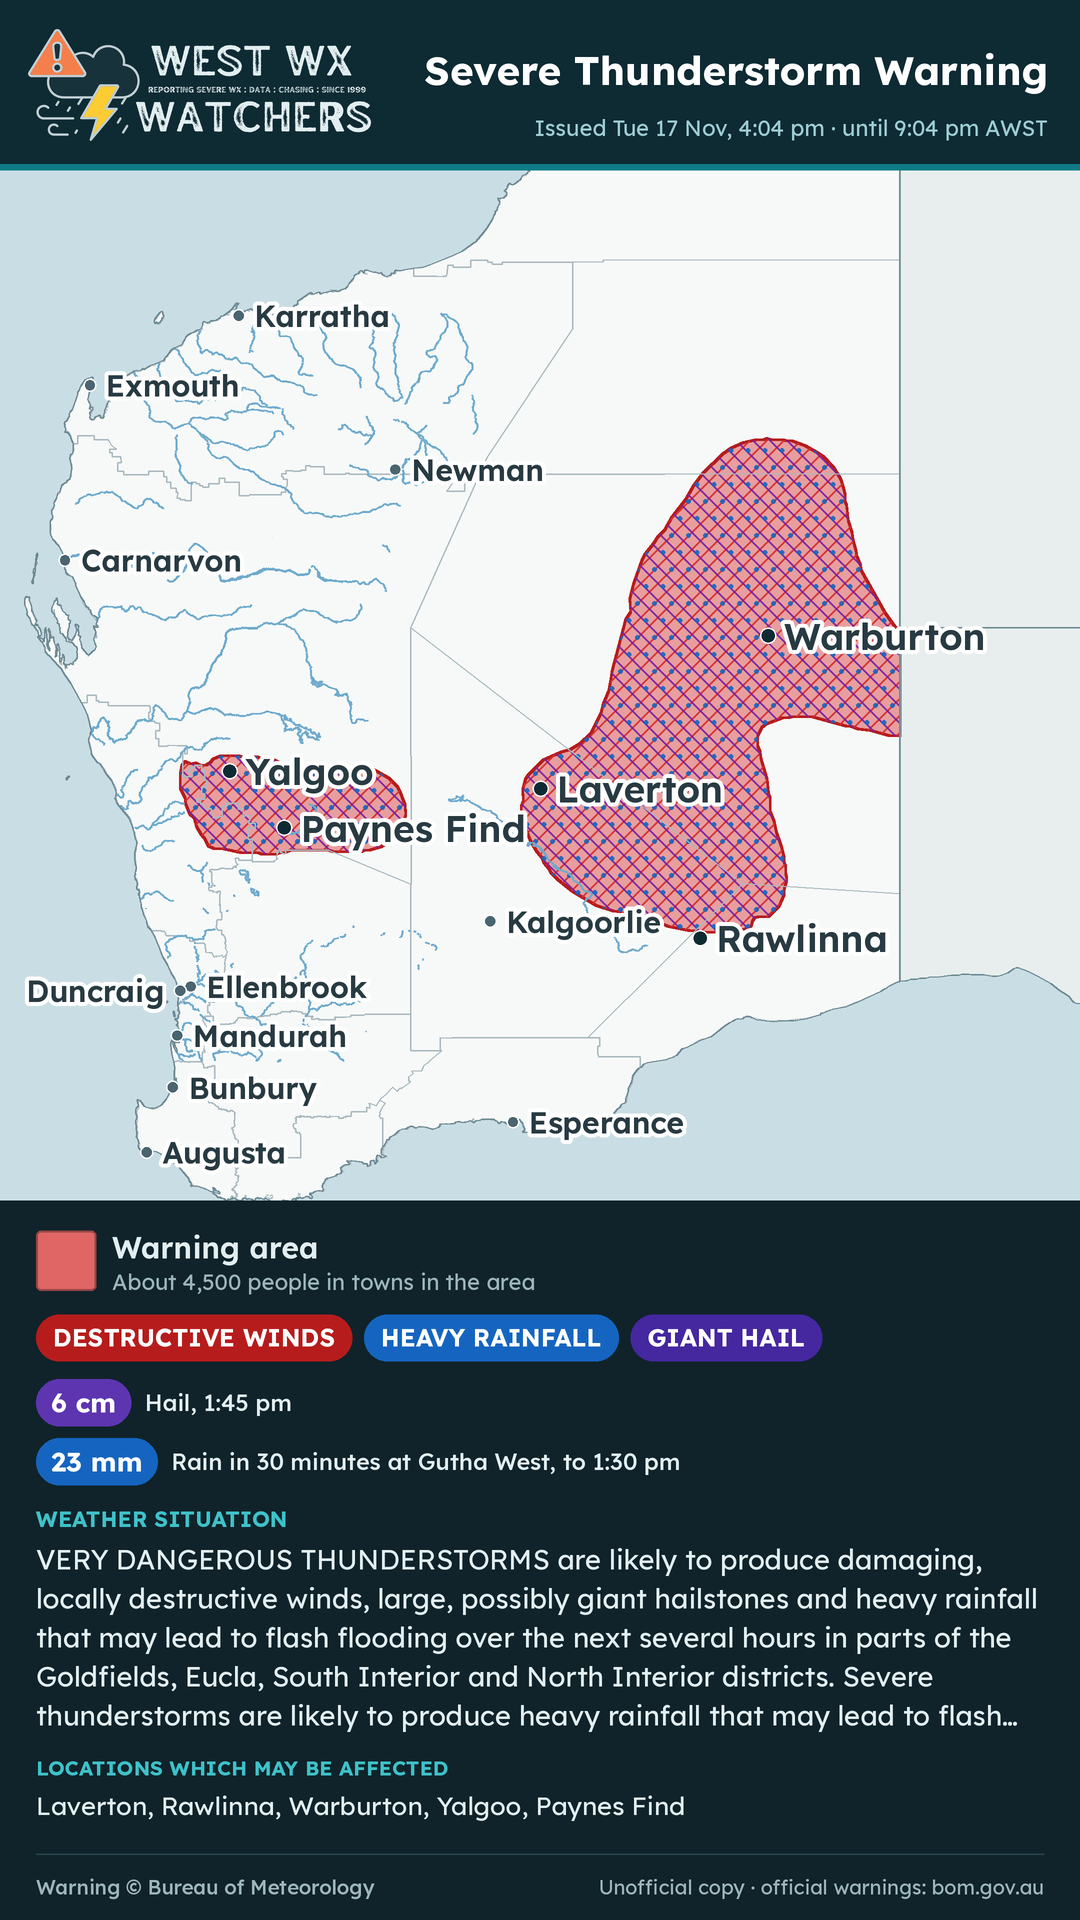 WEST WX
REPORTING SEVERE WX : DATA : CHASING : SINCE 1999
WATCHERS
Severe Thunderstorm Warning
Issued Tue 17 Nov, 4:04 pm · until 9:04 pm AWST
Karratha
Exmouth
Newman
Carnarvon
Warburton
Yalgoo
Laverton
Paynes Find
Kalgoorlie
Rawlinna
Duncraig
Ellenbrook
Mandurah
Bunbury
Esperance
Augusta
Warning area
About 4,500 people in towns in the area
DESTRUCTIVE WINDS
HEAVY RAINFALL
GIANT HAIL
6 cm
Hail, 1:45 pm
23 mm
Rain in 30 minutes at Gutha West, to 1:30 pm
WEATHER SITUATION
VERY DANGEROUS THUNDERSTORMS are likely to produce damaging,
locally destructive winds, large, possibly giant hailstones and heavy rainfall
that may lead to flash flooding over the next several hours in parts of the
Goldfields, Eucla, South Interior and North Interior districts. Severe
thunderstorms are likely to produce heavy rainfall that may lead to flash...
LOCATIONS WHICH MAY BE AFFECTED
Laverton, Rawlinna, Warburton, Yalgoo, Paynes Find
Warning © Bureau of Meteorology
Unofficial copy · official warnings: bom.gov.au